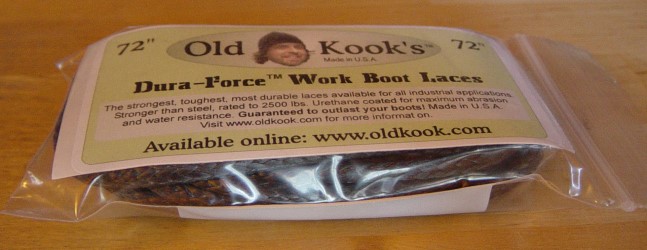 72" Old Kook's™ 72"
Made in U.S.A.
Dura-Force™ Work Boot Laces
The strongest, toughest, most durable laces available for all industrial applications.
Stronger than steel, rated to 2500 lbs. Urethane coated for maximum abrasion
and water resistance. Guaranteed to outlast your boots! Made in U.S.A.
Visit www.oldkook.com for more information.
Available online: www.oldkook.com